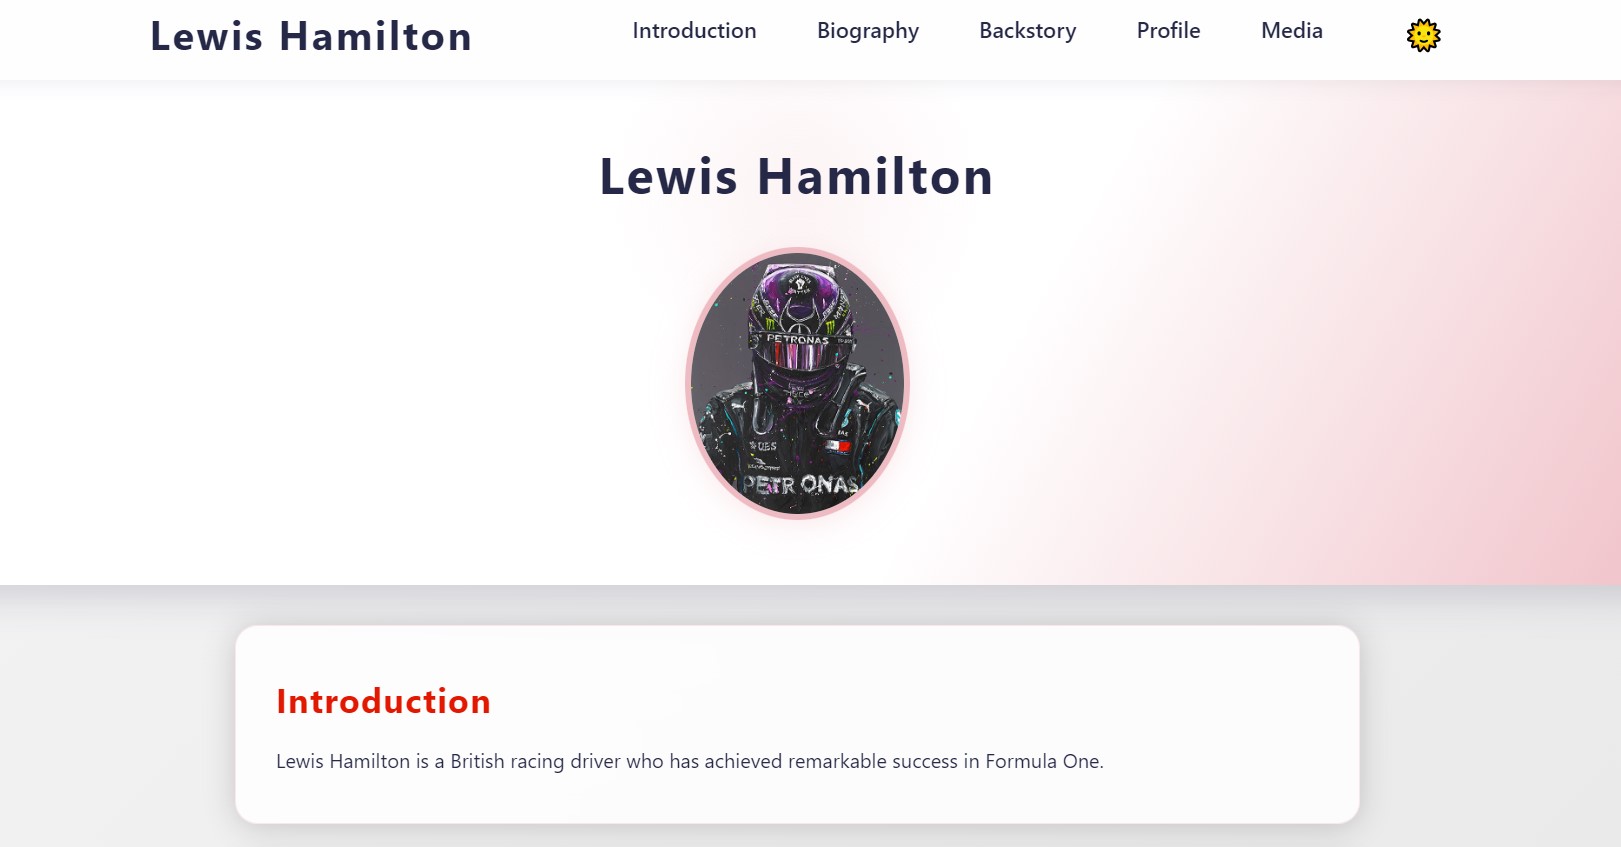 Lewis Hamilton
Introduction Biography Backstory Profile Media
Lewis Hamilton
PETRONAS
UBS
PETRONAS
Introduction
Lewis Hamilton is a British racing driver who has achieved remarkable success in Formula One.